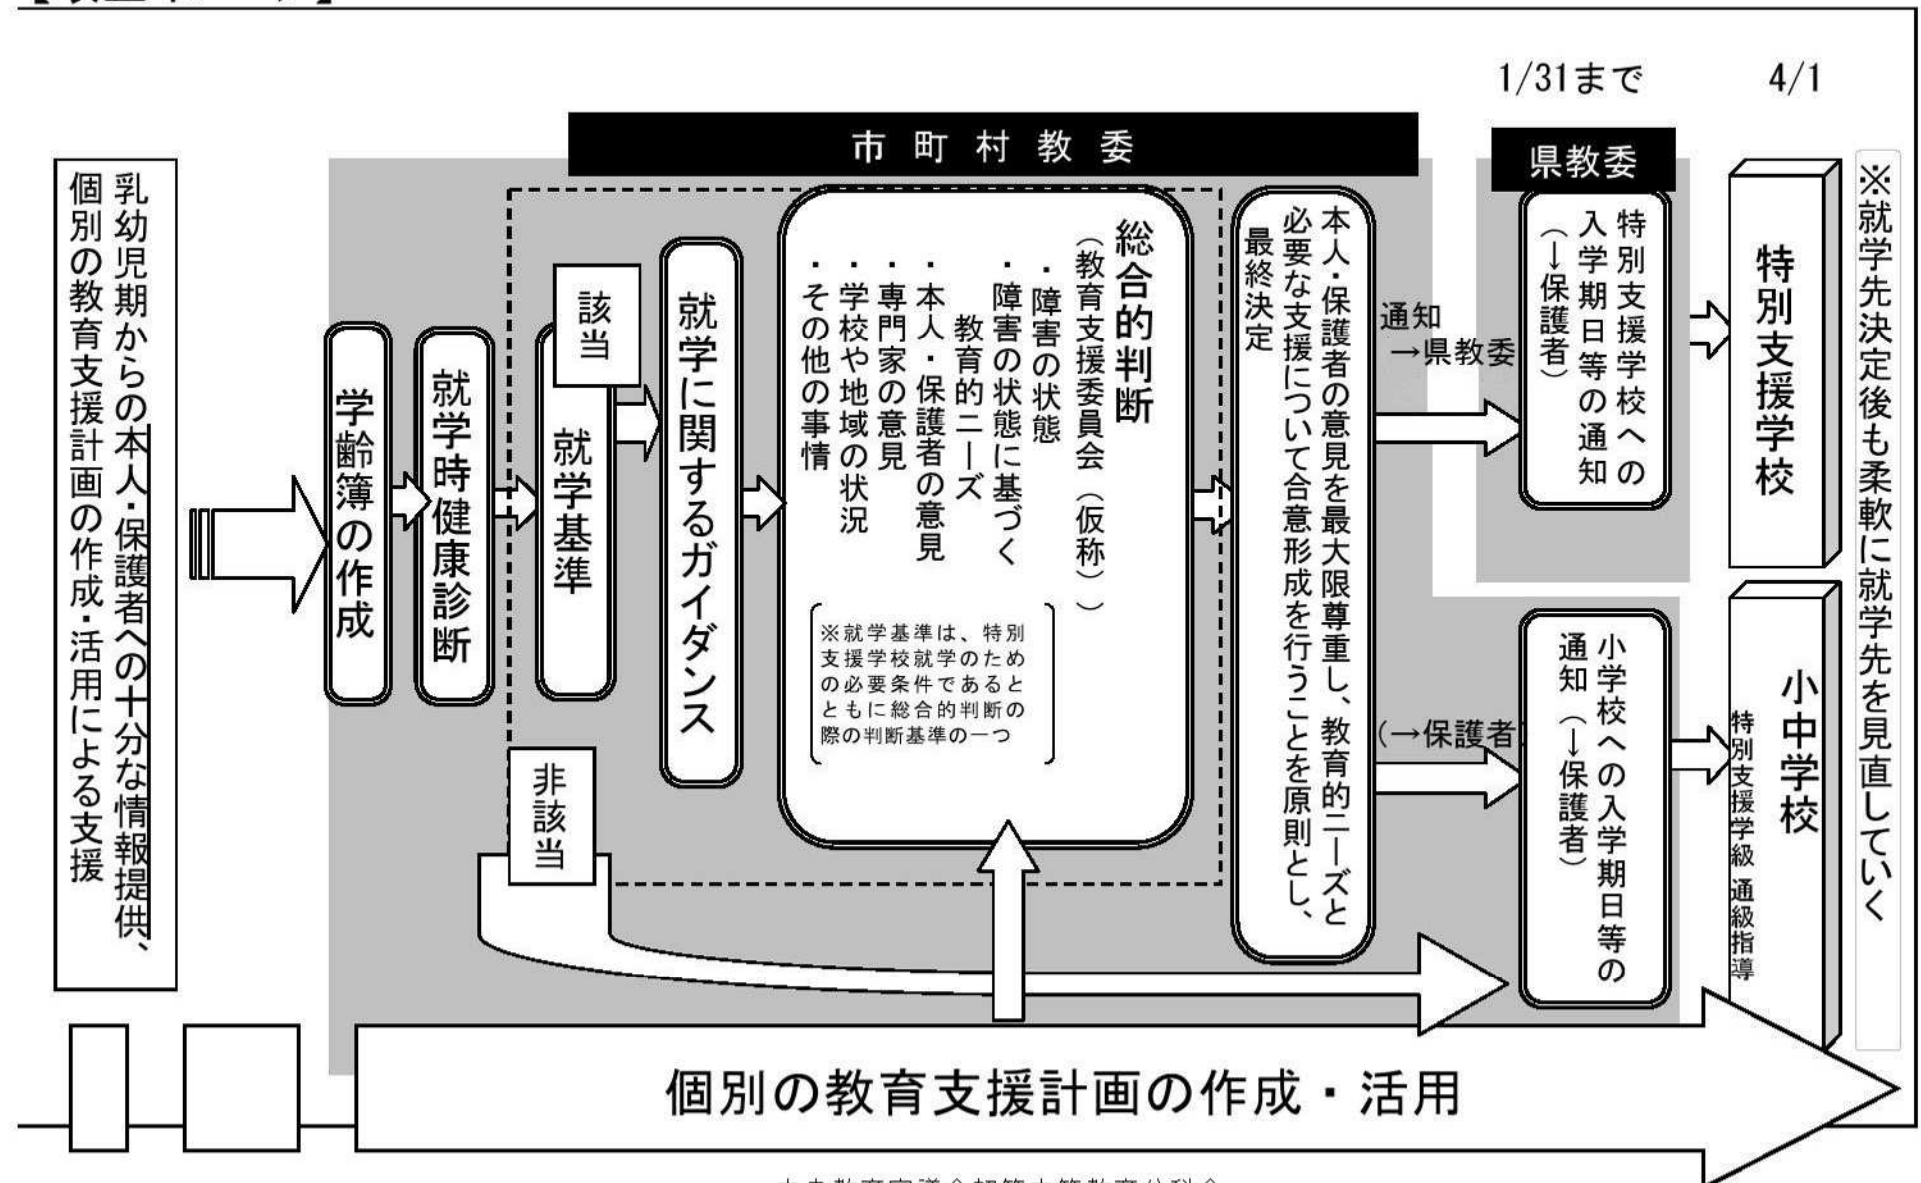 1/31まで
4/1
市町村教委
県教委
乳幼児期からの本人・保護者への十分な情報提供、
個別の教育支援計画の作成・活用による支援
学齢簿の作成
就学時健康診断
該当
就学基準
非該当
就学に関するガイダンス
総合的判断
(教育支援委員会(仮称))
・障害の状態
・障害の状態に基づく
教育的ニーズ
・本人・保護者の意見
・専門家の意見
・学校や地域の状況
・その他の事情
※就学基準は、特別
支援学校就学のため
の必要条件であると
ともに総合的判断の
際の判断基準の一つ
本人・保護者の意見を最大限尊重し、教育的ニーズと
必要な支援について合意形成を行うことを原則とし、
最終決定
通知
→県教委
(→保護者)
特別支援学校への
入学期日等の通知
(→保護者)
小学校への入学期日等の
通知(→保護者)
特別支援学校
小中学校
特別支援学級 通級指導
※就学先決定後も柔軟に就学先を見直していく
個別の教育支援計画の作成・活用